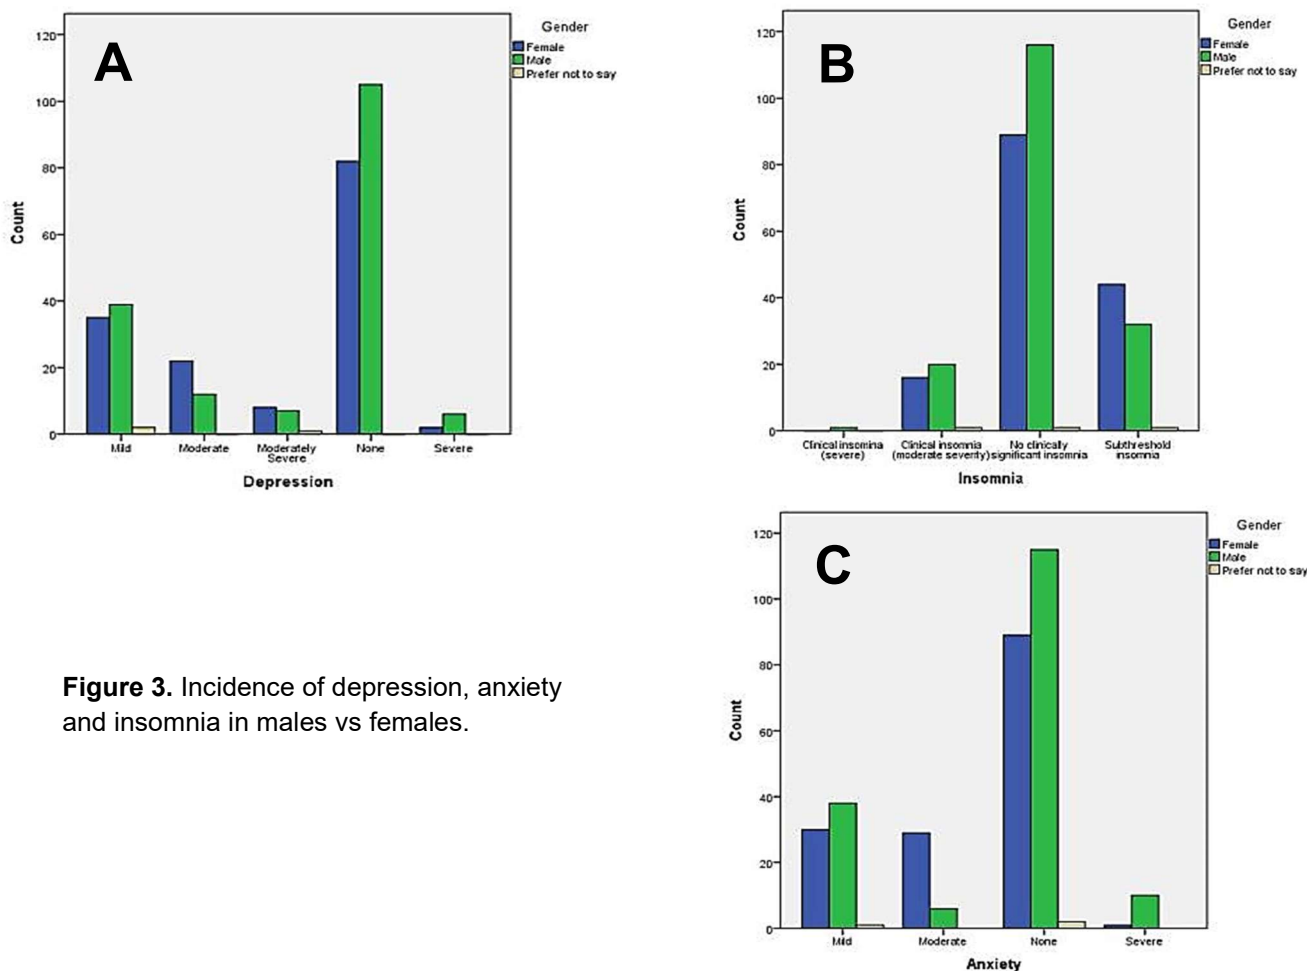 A
Gender
Female
Male
Prefer not to say
120
100
80
60
40
20
0
Count
Mild
Moderate
Moderately
Severe
None
Severe
Depression
B
Gender
Female
Male
Prefer not to say
120
100
80
60
40
20
0
Count
Clinical insomina
(severe)
Clinical insomnia
(moderate severity)
No clinically
significant insomnia
Subthreshold
insomnia
Insomnia
C
Gender
Female
Male
Prefer not to say
120
100
80
60
40
20
0
Count
Mild
Moderate
None
Severe
Anxiety
Figure 3. Incidence of depression, anxiety
and insomnia in males vs females.